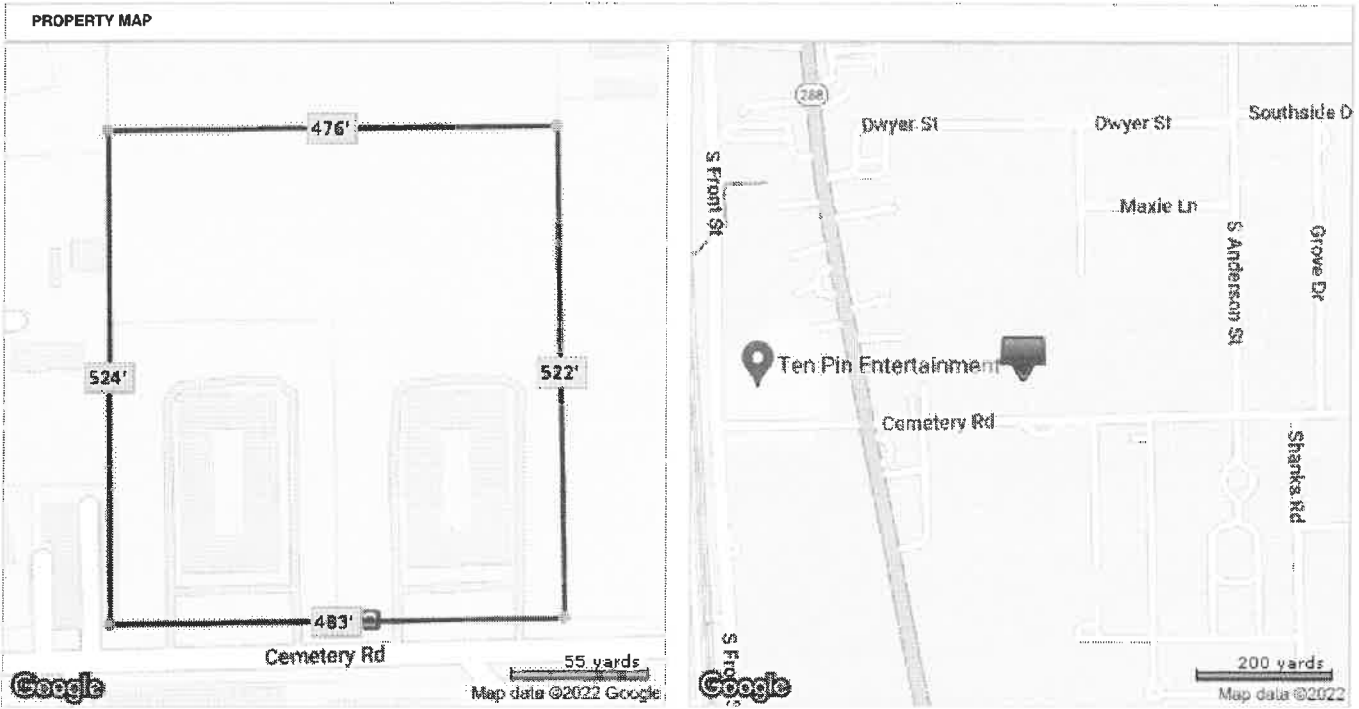 PROPERTY MAP
476'
524'
522'
483'
Cemetery Rd
55 yards
Google
Map data ©2022 Google
288
Dwyer St
Dwyer St
Southside D
S Front St
Maxie Ln
S Anderson St
Grove Dr
Ten Pin Entertainment
Cemetery Rd
Shanks Rd
S Fro
200 yards
Google
Map data ©2022